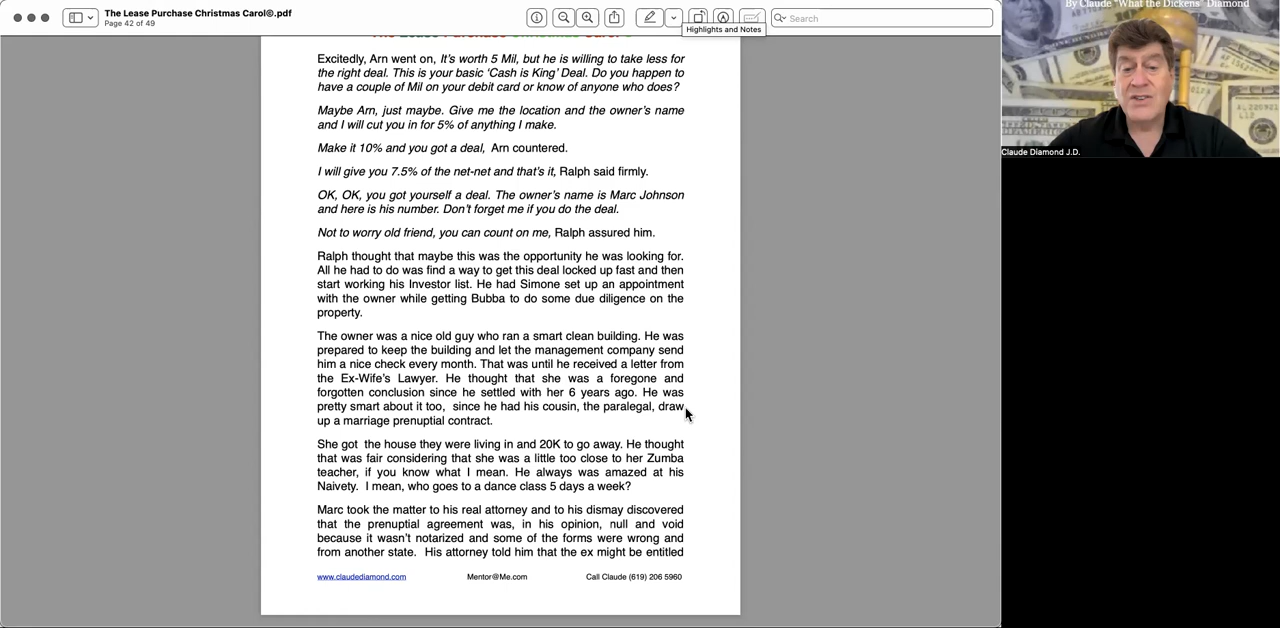 The Lease Purchase Christmas Carol©.pdf
Page 42 of 49
Search
Highlights and Notes
By Claude "What the Dickens" Diamond
Claude Diamond J.D.
Excitedly, Arn went on, It's worth 5 Mil, but he is willing to take less for
the right deal. This is your basic 'Cash is King' Deal. Do you happen to
have a couple of Mil on your debit card or know of anyone who does?
Maybe Arn, just maybe. Give me the location and the owner's name
and I will cut you in for 5% of anything I make.
Make it 10% and you got a deal, Arn countered.
I will give you 7.5% of the net-net and that's it, Ralph said firmly.
OK, OK, you got yourself a deal. The owner's name is Marc Johnson
and here is his number. Don't forget me if you do the deal.
Not to worry old friend, you can count on me, Ralph assured him.
Ralph thought that maybe this was the opportunity he was looking for.
All he had to do was find a way to get this deal locked up fast and then
start working his Investor list. He had Simone set up an appointment
with the owner while getting Bubba to do some due diligence on the
property.
The owner was a nice old guy who ran a smart clean building. He was
prepared to keep the building and let the management company send
him a nice check every month. That was until he received a letter from
the Ex-Wife's Lawyer. He thought that she was a foregone and
forgotten conclusion since he settled with her 6 years ago. He was
pretty smart about it too, since he had his cousin, the paralegal, draw
up a marriage prenuptial contract.
She got the house they were living in and 20K to go away. He thought
that was fair considering that she was a little too close to her Zumba
teacher, if you know what I mean. He always was amazed at his
Naivety. I mean, who goes to a dance class 5 days a week?
Marc took the matter to his real attorney and to his dismay discovered
that the prenuptial agreement was, in his opinion, null and void
because it wasn't notarized and some of the forms were wrong and
from another state. His attorney told him that the ex might be entitled
www.claudediamond.com Mentor@Me.com Call Claude (619) 206 5960